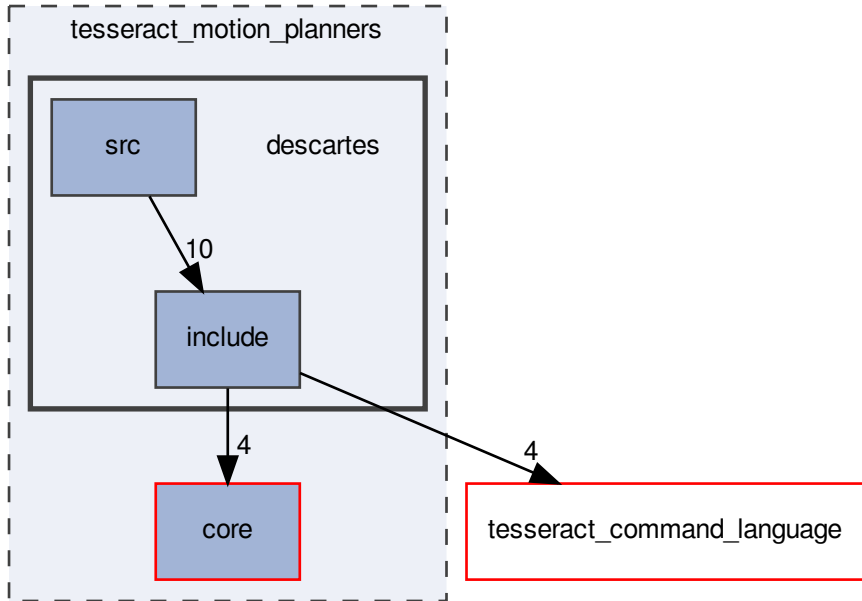 tesseract_motion_planners
src
descartes
10
include
4
4
core
tesseract_command_language